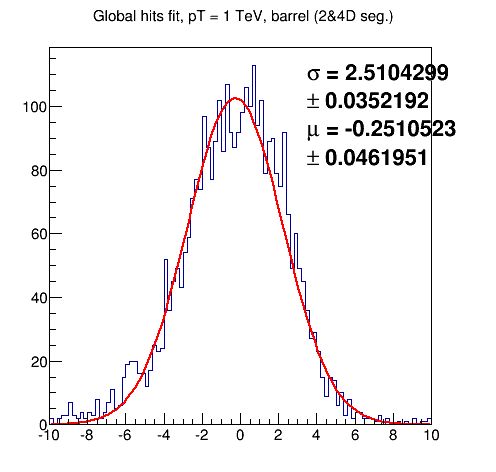 Global hits fit, pT = 1 TeV, barrel (2&4D seg.)
σ = 2.5104299
± 0.0352192
μ = -0.2510523
± 0.0461951
100
80
60
40
20
0
-10 -8 -6 -4 -2 0 2 4 6 8 10